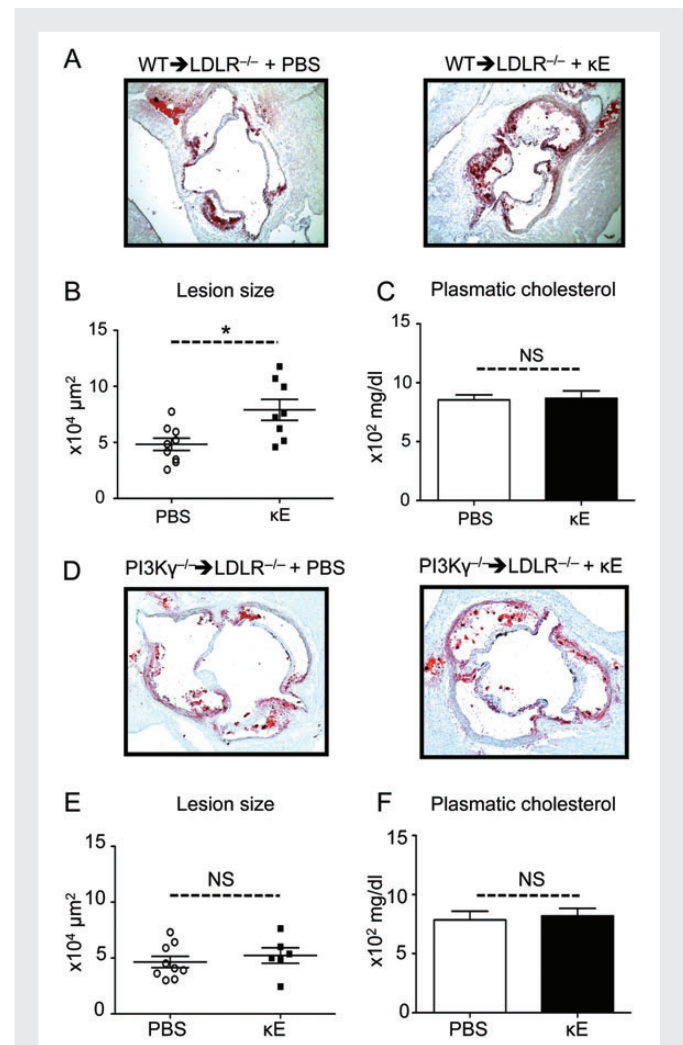 A
WT➔LDLR⁻/⁻ + PBS
WT➔LDLR⁻/⁻ + κE
B
Lesion size
C
Plasmatic cholesterol
15
*
10
5
0
x10⁴ µm²
PBS
κE
15
NS
10
5
0
x10² mg/dl
PBS
κE
D
PI3Kγ⁻/⁻➔LDLR⁻/⁻ + PBS
PI3Kγ⁻/⁻➔LDLR⁻/⁻ + κE
E
Lesion size
F
Plasmatic cholesterol
15
NS
10
5
0
x10⁴ µm²
PBS
κE
15
NS
10
5
0
x10² mg/dl
PBS
κE